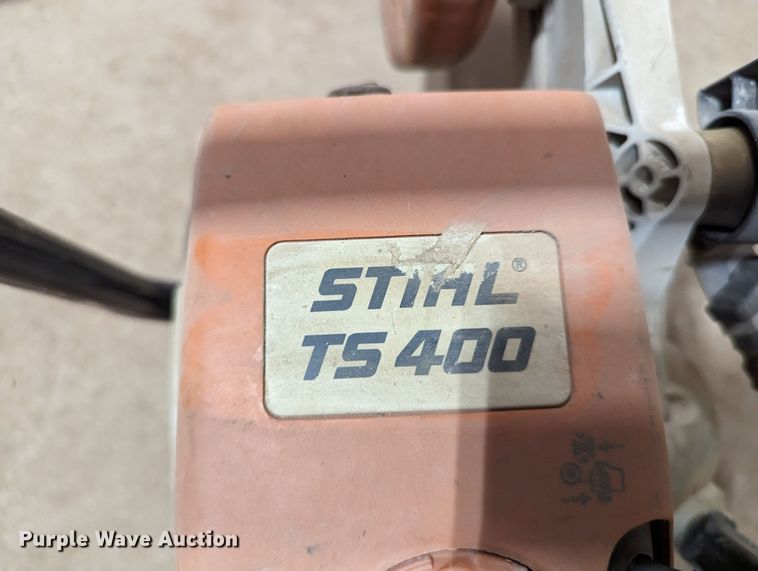 STIHL®
TS 400
Purple Wave Auction